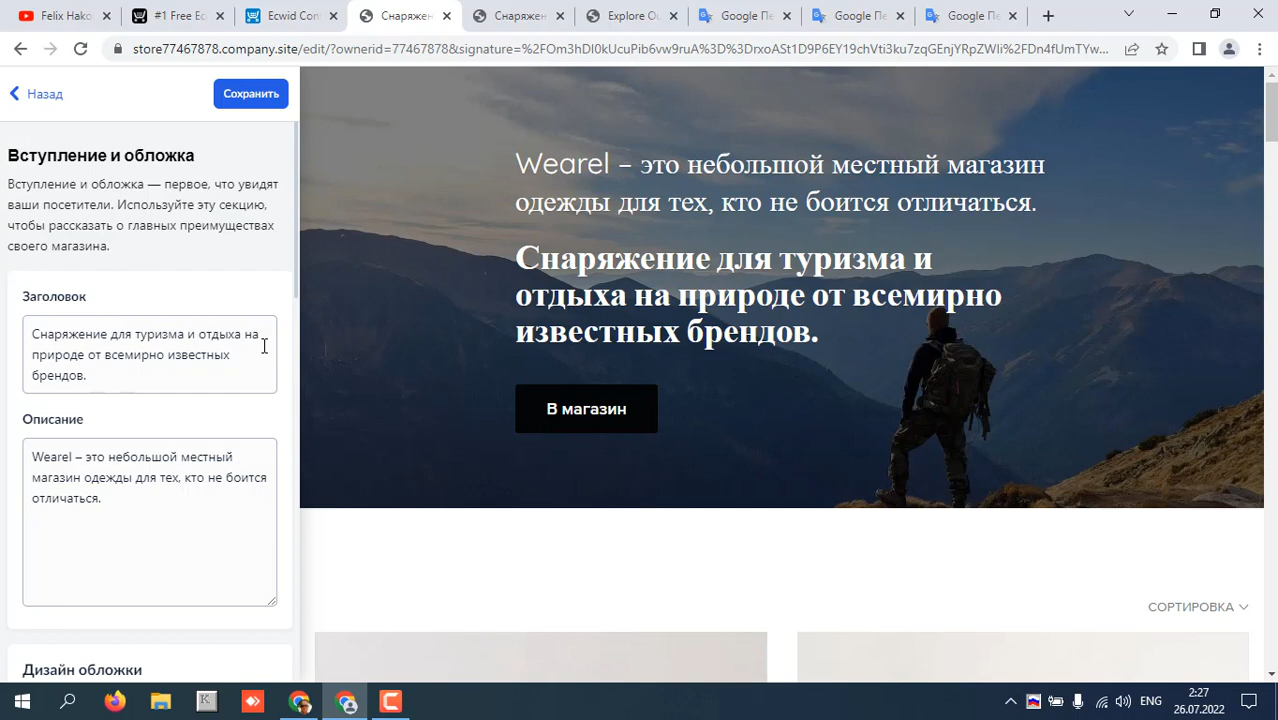 Felix Hako
#1 Free Ec
Ecwid Con
Снаряжен
Снаряжен
Explore Ou
Google Пе
Google Пе
Google Пе
store77467878.company.site/edit/?ownerid=77467878&signature=%2FOm3hDI0kUcuPib6vw9ruA%3D%3DrxoASt1D9P6EY19chVti3ku7zqGEnjYRpZWIi%2FDn4fUmTYw...
Назад
Сохранить
Вступление и обложка
Вступление и обложка — первое, что увидят
ваши посетители. Используйте эту секцию,
чтобы рассказать о главных преимуществах
своего магазина.
Заголовок
Снаряжение для туризма и отдыха на
природе от всемирно известных
брендов.
Описание
Wearel – это небольшой местный
магазин одежды для тех, кто не боится
отличаться.
Дизайн обложки
Wearel – это небольшой местный магазин
одежды для тех, кто не боится отличаться.
Снаряжение для туризма и
отдыха на природе от всемирно
известных брендов.
В магазин
СОРТИРОВКА
K
ENG
2:27
26.07.2022